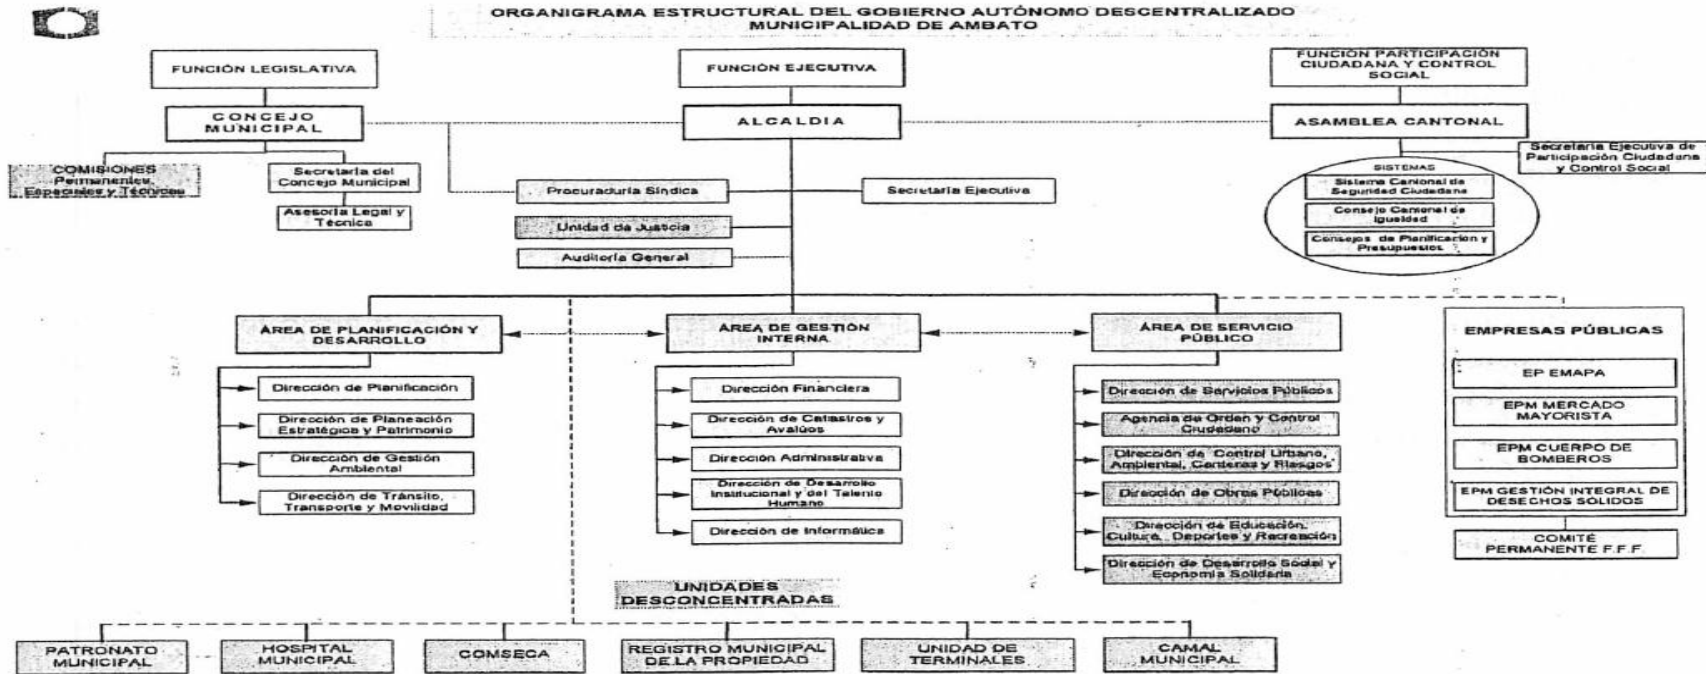 ORGANIGRAMA ESTRUCTURAL DEL GOBIERNO AUTÓNOMO DESCENTRALIZADO
MUNICIPALIDAD DE AMBATO
FUNCIÓN LEGISLATIVA
FUNCIÓN EJECUTIVA
FUNCIÓN PARTICIPACIÓN
CIUDADANA Y CONTROL
SOCIAL
CONCEJO
MUNICIPAL
ALCALDIA
ASAMBLEA CANTONAL
COMISIONES
Permanentes,
Especiales y Técnicas
Secretaría del
Concejo Municipal
Asesoría Legal y
Técnica
Procuraduría Síndica
Secretaría Ejecutiva
Unidad de Justicia
Auditoría General
Secretaría Ejecutiva de
Participación Ciudadana
y Control Social
SISTEMAS
Sistema Cantonal de
Seguridad Ciudadana
Consejo Cantonal de
Igualdad
Consejos de Planificación y
Presupuestos
ÁREA DE PLANIFICACIÓN Y
DESARROLLO
ÁREA DE GESTIÓN
INTERNA
ÁREA DE SERVICIO
PÚBLICO
EMPRESAS PÚBLICAS
Dirección de Planificación
Dirección de Planeación
Estratégica y Patrimonio
Dirección de Gestión
Ambiental
Dirección de Tránsito,
Transporte y Movilidad
Dirección Financiera
Dirección de Catastros y
Avalúos
Dirección Administrativa
Dirección de Desarrollo
Institucional y del Talento
Humano
Dirección de Informática
Dirección de Servicios Públicos
Agencia de Orden y Control
Ciudadano
Dirección de Control Urbano,
Ambiental, Canteras y Riesgos
Dirección de Obras Públicas
Dirección de Educación,
Cultura, Deportes y Recreación
Dirección de Desarrollo Social y
Economía Solidaria
EP EMAPA
EPM MERCADO
MAYORISTA
EPM CUERPO DE
BOMBEROS
EPM GESTIÓN INTEGRAL DE
DESECHOS SÓLIDOS
COMITÉ
PERMANENTE F.F.F.
UNIDADES
DESCONCENTRADAS
PATRONATO
MUNICIPAL
HOSPITAL
MUNICIPAL
COMSECA
REGISTRO MUNICIPAL
DE LA PROPIEDAD
UNIDAD DE
TERMINALES
CAMAL
MUNICIPAL